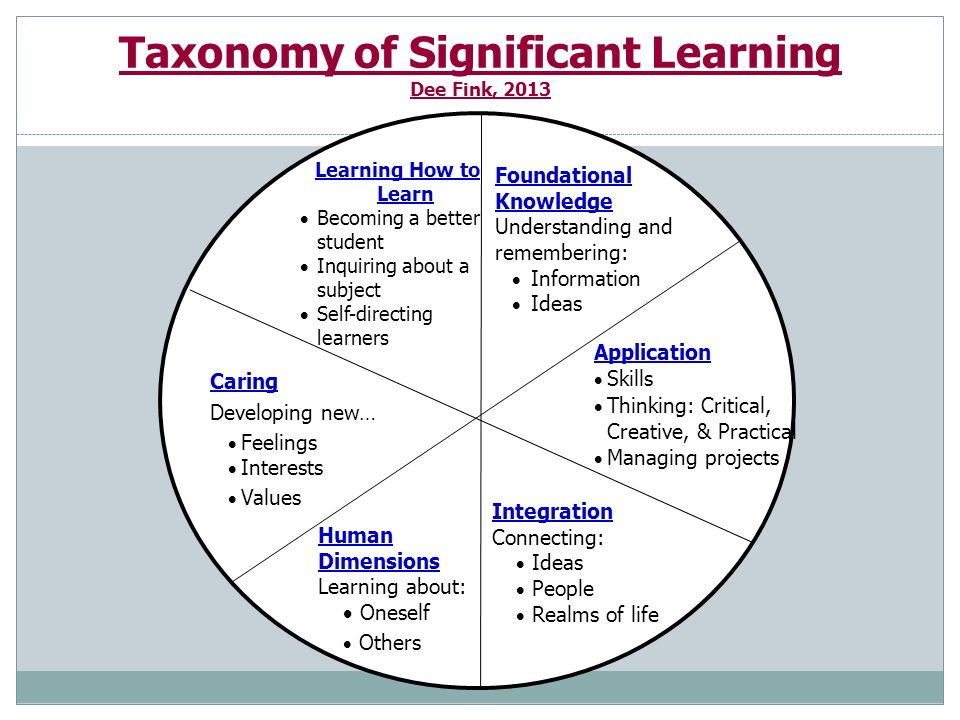 Taxonomy of Significant Learning
Dee Fink, 2013
Learning How to
Learn
• Becoming a better
student
• Inquiring about a
subject
• Self-directing
learners
Foundational
Knowledge
Understanding and
remembering:
• Information
• Ideas
Application
• Skills
• Thinking: Critical,
Creative, & Practical
• Managing projects
Integration
Connecting:
• Ideas
• People
• Realms of life
Human
Dimensions
Learning about:
• Oneself
• Others
Caring
Developing new…
• Feelings
• Interests
• Values